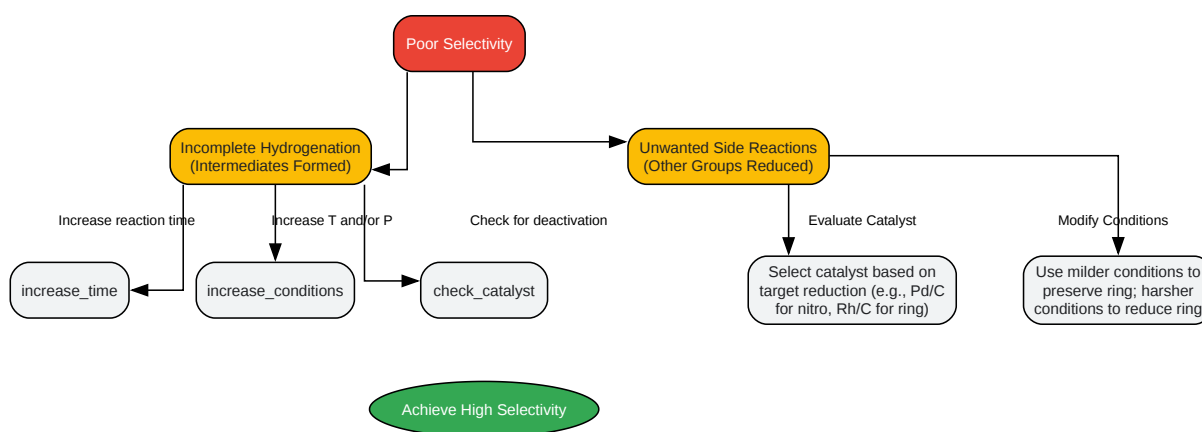 Poor Selectivity
Incomplete Hydrogenation
(Intermediates Formed)
Unwanted Side Reactions
(Other Groups Reduced)
Increase reaction time
Increase T and/or P
Check for deactivation
Evaluate Catalyst
Modify Conditions
increase_time
increase_conditions
check_catalyst
Select catalyst based on
target reduction (e.g., Pd/C
for nitro, Rh/C for ring)
Use milder conditions to
preserve ring; harsher
conditions to reduce ring
Achieve High Selectivity